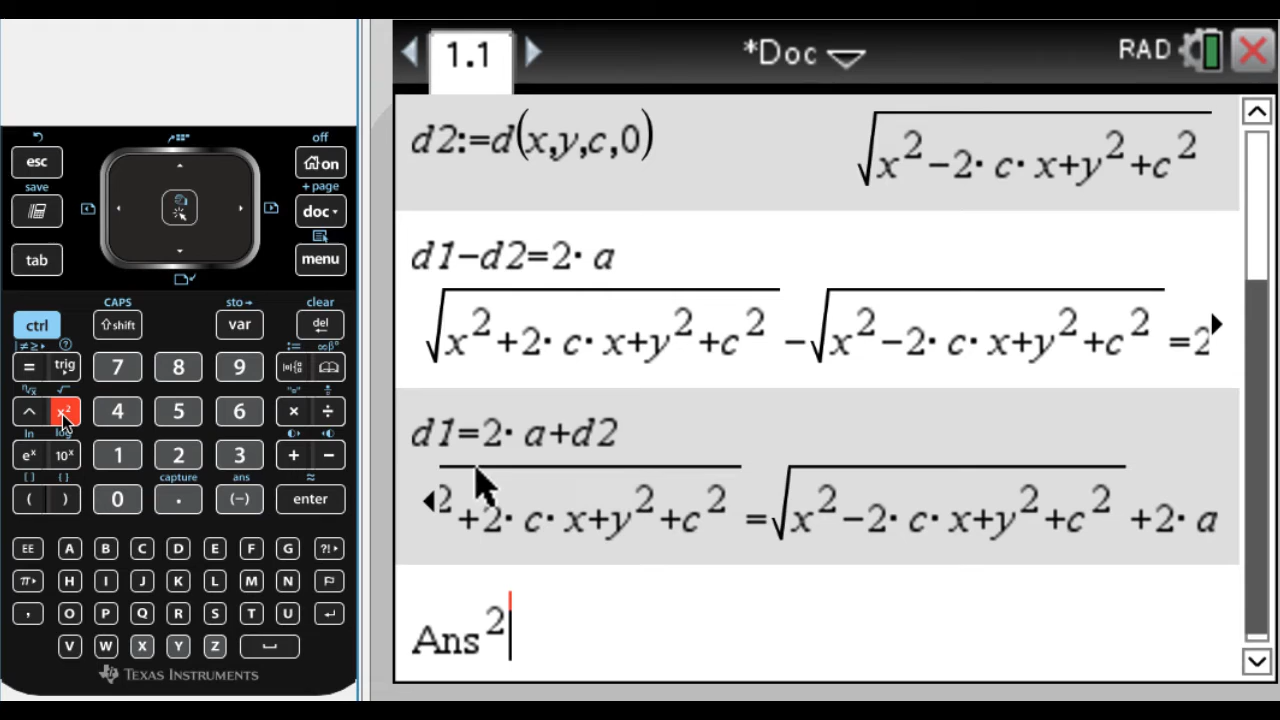 1.1 *Doc RAD
d2:=d(x,y,c,0) √x²−2· c· x+y²+c²
d1−d2=2· a
√x²+2· c· x+y²+c² −√x²−2· c· x+y²+c² =2
d1=2· a+d2
2+2· c· x+y²+c² =√x²−2· c· x+y²+c² +2· a
Ans²
off
esc on
save + page
doc
tab menu
CAPS sto→ clear
ctrl shift var del
|≠≥▸ := ∞β°
= trig 7 8 9
ⁿ√x √
^ x² 4 5 6 × ÷
ln log
eˣ 10ˣ 1 2 3 + −
[ ] { } capture ans ≈
( ) 0 . (−) enter
EE A B C D E F G ?!▸
π▸ H I J K L M N
, O P Q R S T U ↵
V W X Y Z
TEXAS INSTRUMENTS